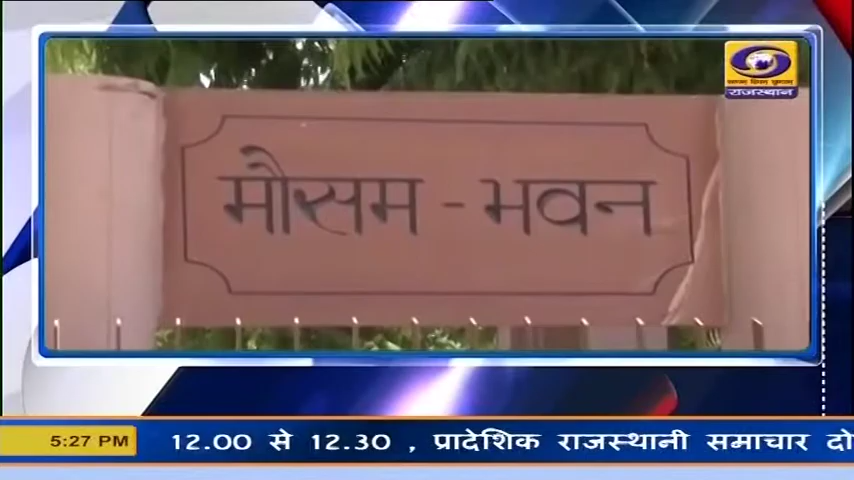 राजस्थान
मौसम - भवन
5:27 PM
12.00 से 12.30 , प्रादेशिक राजस्थानी समाचार दो